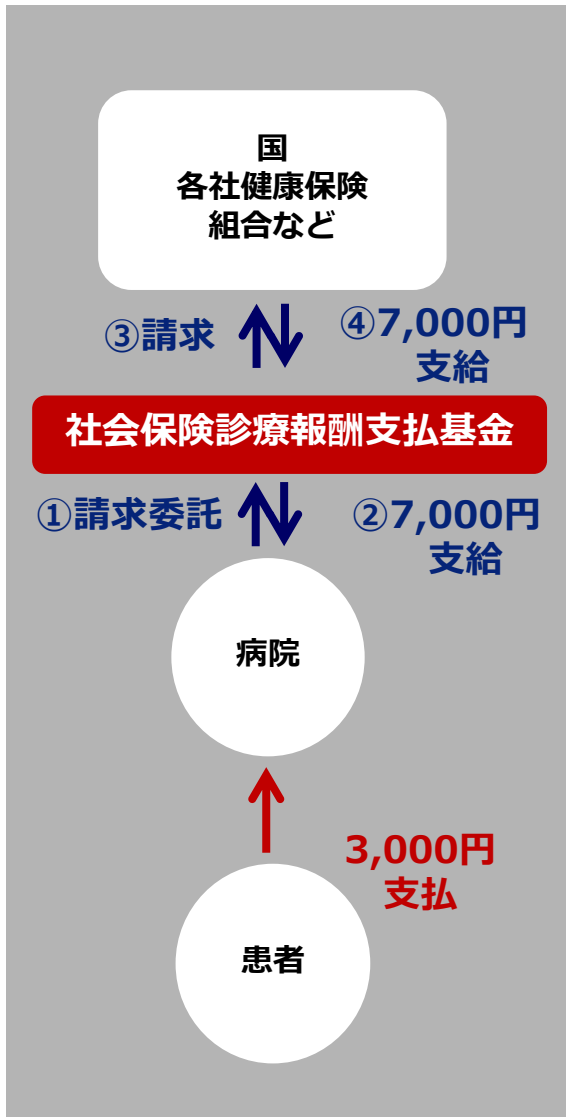 国
各社健康保険
組合など
③請求
④7,000円
支給
社会保険診療報酬支払基金
①請求委託
②7,000円
支給
病院
3,000円
支払
患者